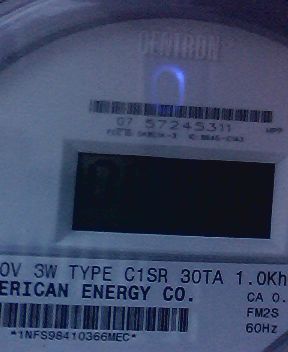 CENTRON
07 57245311
0V 3W TYPE C1SR 30TA 1.0Kh
ERICAN ENERGY CO. CA 0.
FM2S
*1NFS98410366MEC* 60Hz